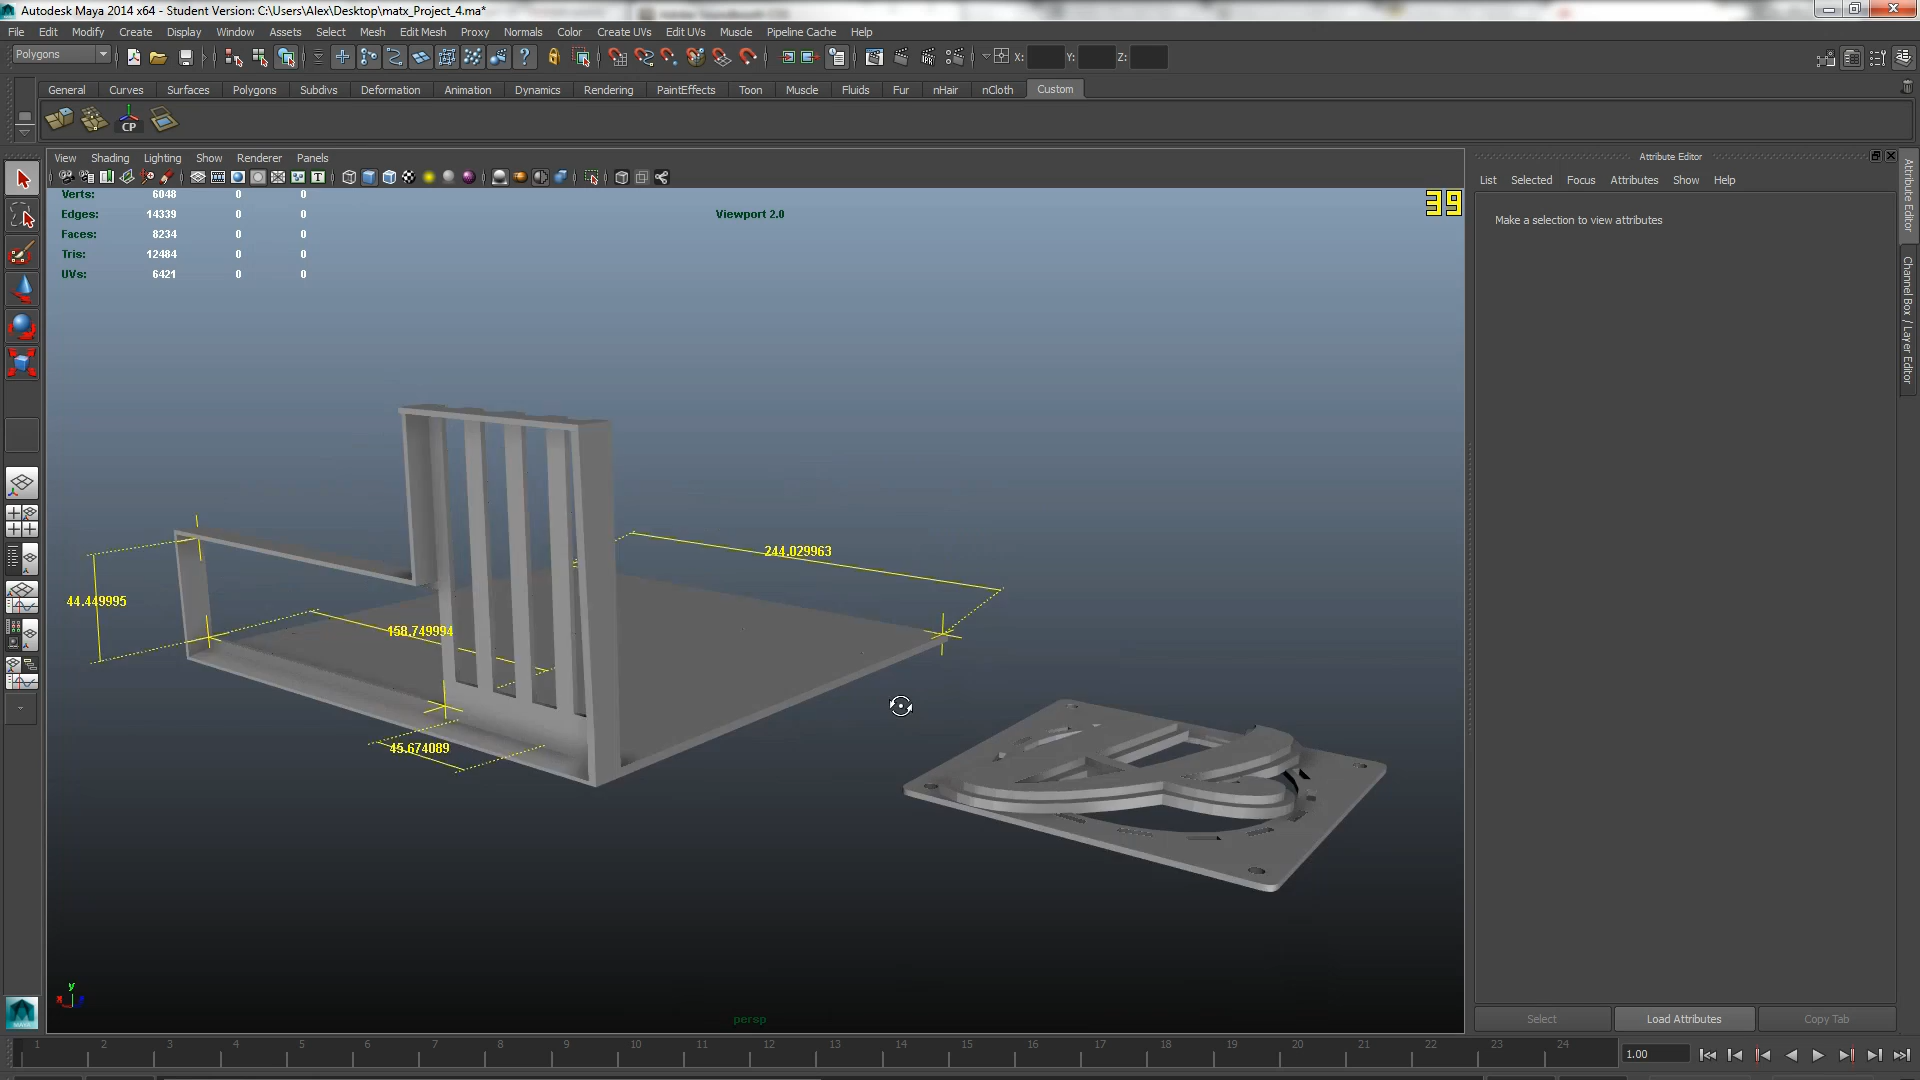 Autodesk Maya 2014 x64 - Student Version: C:\Users\Alex\Desktop\matx_Project_4.ma*
File Edit Modify Create Display Window Assets Select Mesh Edit Mesh Proxy Normals Color Create UVs Edit UVs Muscle Pipeline Cache Help
Polygons X: Y: Z:
General Curves Surfaces Polygons Subdivs Deformation Animation Dynamics Rendering PaintEffects Toon Muscle Fluids Fur nHair nCloth Custom
CP
View Shading Lighting Show Renderer Panels
Attribute Editor
List Selected Focus Attributes Show Help
Make a selection to view attributes
Verts: 6048 0 0
Edges: 14339 0 0
Faces: 8234 0 0
Tris: 12484 0 0
UVs: 6421 0 0
Viewport 2.0
39
244.029963
44.449995
158.749994
45.674089
y
x
persp
Attribute Editor
Channel Box / Layer Editor
Select Load Attributes Copy Tab
1 2 3 4 5 6 7 8 9 10 11 12 13 14 15 16 17 18 19 20 21 22 23 24
1.00